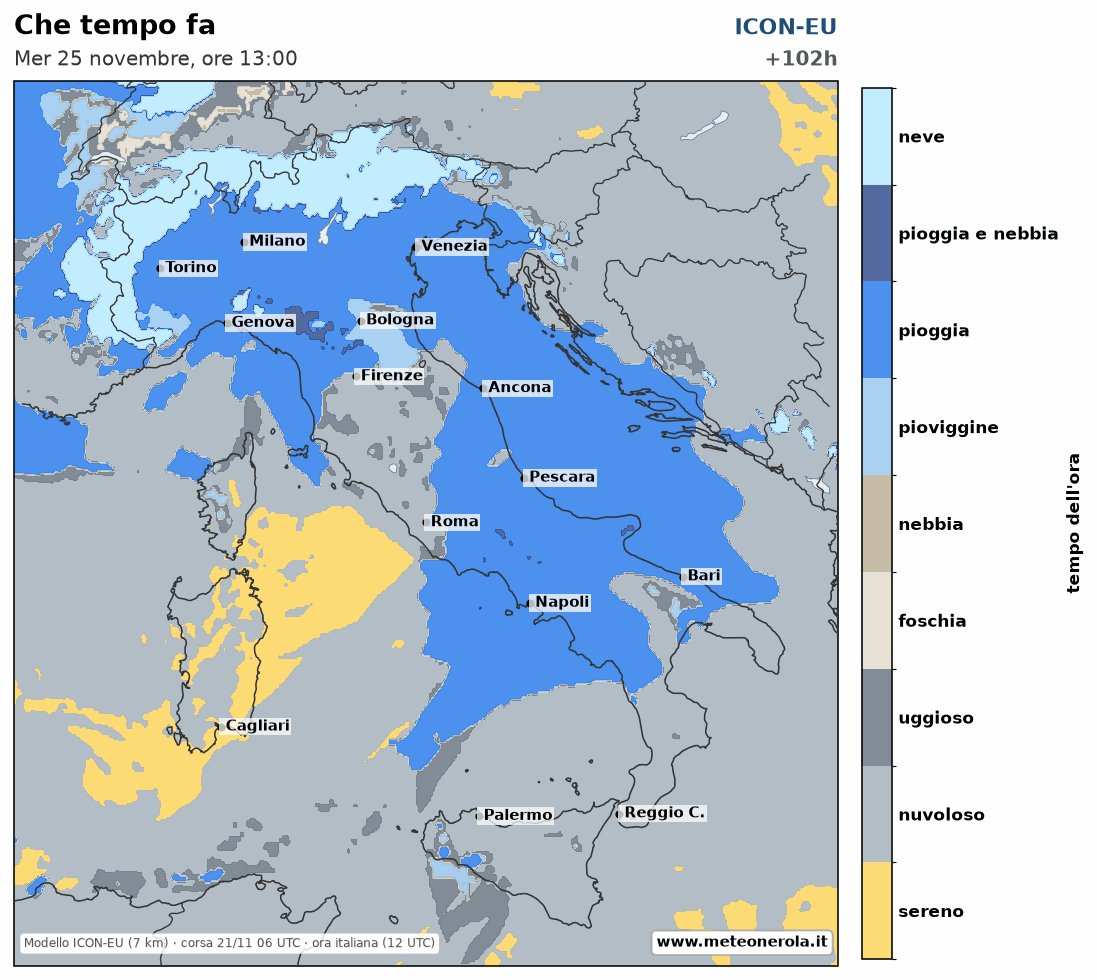 Che tempo fa
ICON-EU
Mer 25 novembre, ore 13:00
+102h
neve
pioggia e nebbia
pioggia
pioviggine
nebbia
foschia
uggioso
nuvoloso
sereno
tempo dell'ora
Milano
Venezia
Torino
Genova
Bologna
Firenze
Ancona
Pescara
Roma
Bari
Napoli
Cagliari
Palermo
Reggio C.
Modello ICON-EU (7 km) · corsa 21/11 06 UTC · ora italiana (12 UTC)
www.meteonerola.it